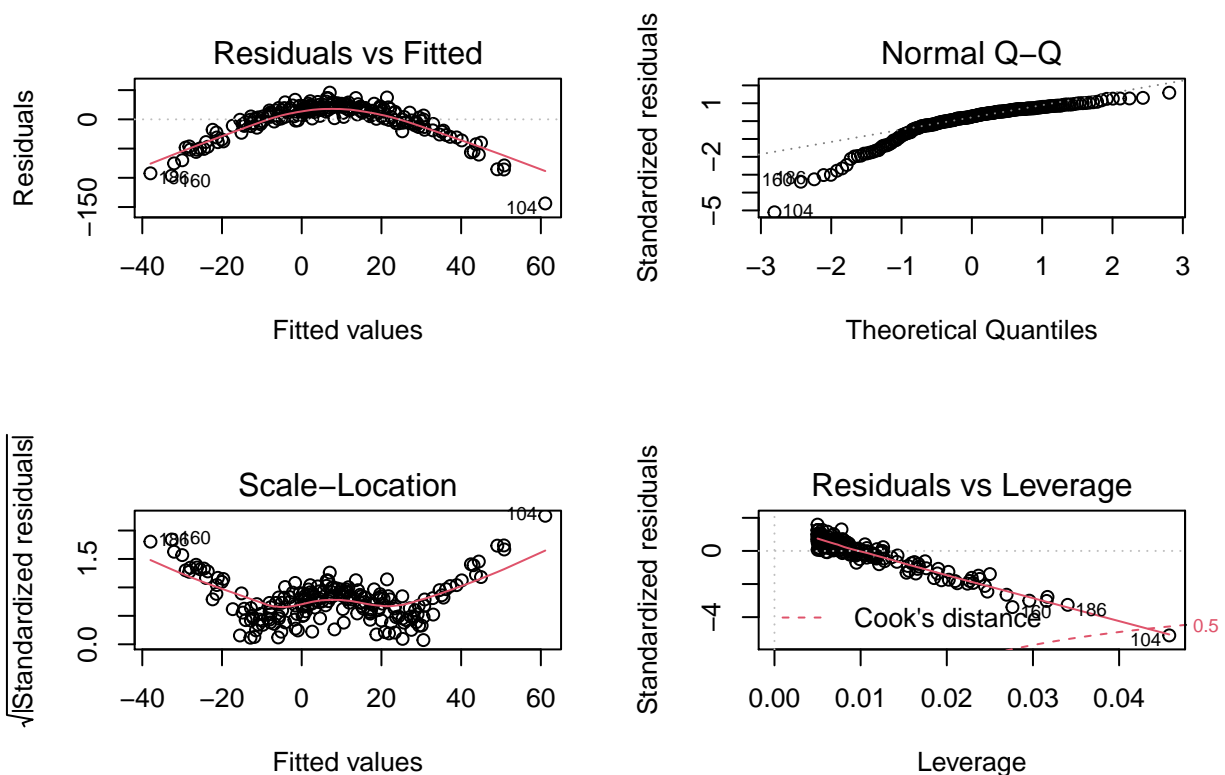 Residuals vs Fitted
Residuals
0
−150
186
160
104
−40 −20 0 20 40 60
Fitted values
Normal Q−Q
Standardized residuals
1
−2
−5
160
186
104
−3 −2 −1 0 1 2 3
Theoretical Quantiles
Scale−Location
√|Standardized residuals|
1.5
0.0
186
160
104
−40 −20 0 20 40 60
Fitted values
Residuals vs Leverage
Standardized residuals
0
−4
Cook's distance
160
186
104
0.5
0.00 0.01 0.02 0.03 0.04
Leverage